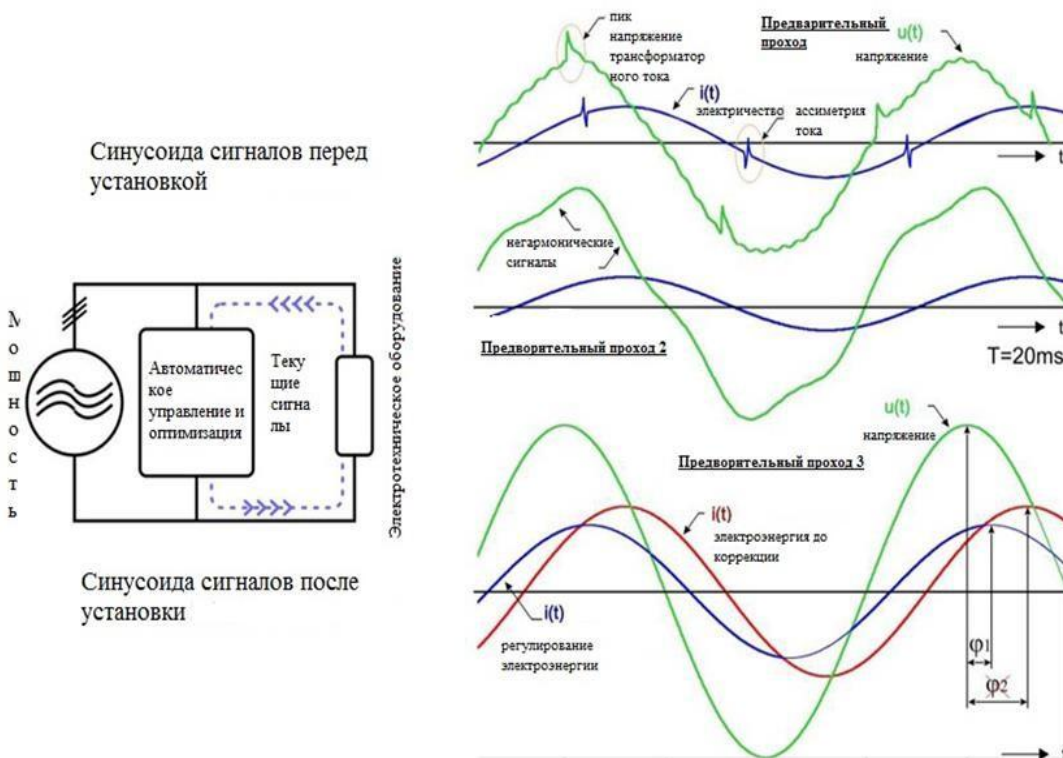 Синусоида сигналов перед
установкой
Мошность
Автоматичес
кое
управление и
оптимизация
Теку
щие
сигна
лы
Электротехническое оборудование
Синусоида сигналов после
установки
пик
напряжение
трансформатор
ного тока
Предварительный
проход
u(t)
напряжение
i(t)
электричество
ассиметрия
тока
t
негармонические
сигналы
t
Предворительный проход 2
T=20ms
u(t)
напряжение
Предворительный проход 3
i(t)
электроэнергия до
коррекции
i(t)
регулирование
электроэнергии
φ1
φ2